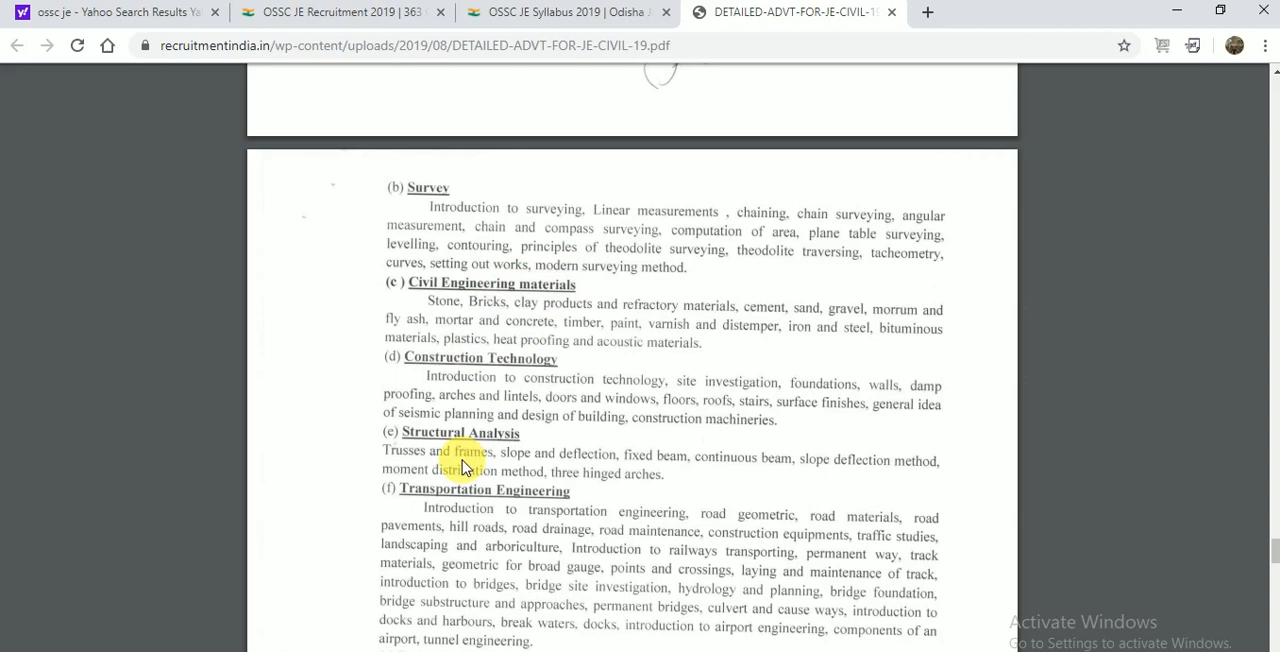 ossc je - Yahoo Search Results Ya
OSSC JE Recruitment 2019 | 363
OSSC JE Syllabus 2019 | Odisha
DETAILED-ADVT-FOR-JE-CIVIL-19
recruitmentindia.in/wp-content/uploads/2019/08/DETAILED-ADVT-FOR-JE-CIVIL-19.pdf
(b) Survey
Introduction to surveying, Linear measurements , chaining, chain surveying, angular
measurement, chain and compass surveying, computation of area, plane table surveying,
levelling, contouring, principles of theodolite surveying, theodolite traversing, tacheometry,
curves, setting out works, modern surveying method.
(c ) Civil Engineering materials
Stone, Bricks, clay products and refractory materials, cement, sand, gravel, morrum and
fly ash, mortar and concrete, timber, paint, varnish and distemper, iron and steel, bituminous
materials, plastics, heat proofing and acoustic materials.
(d) Construction Technology
Introduction to construction technology, site investigation, foundations, walls, damp
proofing, arches and lintels, doors and windows, floors, roofs, stairs, surface finishes, general idea
of seismic planning and design of building, construction machineries.
(e) Structural Analysis
Trusses and frames, slope and deflection, fixed beam, continuous beam, slope deflection method,
moment distribution method, three hinged arches.
(f) Transportation Engineering
Introduction to transportation engineering, road geometric, road materials, road
pavements, hill roads, road drainage, road maintenance, construction equipments, traffic studies,
landscaping and arboriculture, Introduction to railways transporting, permanent way, track
materials, geometric for broad gauge, points and crossings, laying and maintenance of track,
introduction to bridges, bridge site investigation, hydrology and planning, bridge foundation,
bridge substructure and approaches, permanent bridges, culvert and cause ways, introduction to
docks and harbours, break waters, docks, introduction to airport engineering, components of an
airport, tunnel engineering.
Activate Windows
Go to Settings to activate Windows.